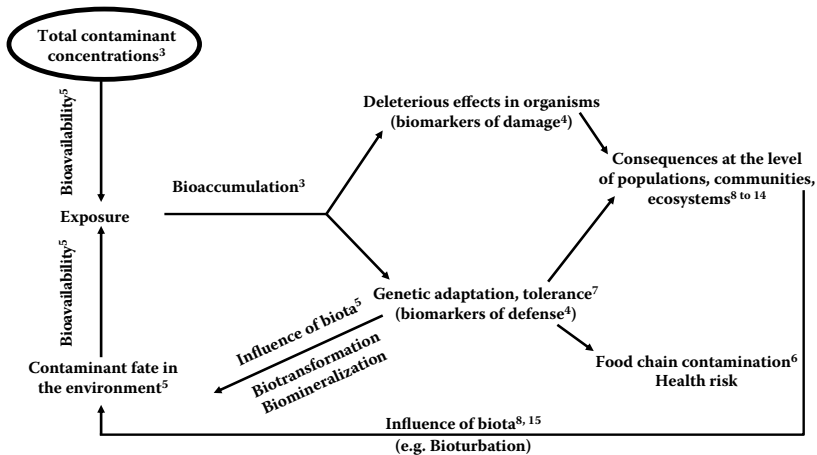 Total contaminant
concentrations³
Bioavailability⁵
Deleterious effects in organisms
(biomarkers of damage⁴)
Consequences at the level
of populations, communities,
ecosystems⁸ ᵗᵒ ¹⁴
Bioaccumulation³
Exposure
Bioavailability⁵
Genetic adaptation, tolerance⁷
(biomarkers of defense⁴)
Influence of biota⁵
Biotransformation
Biomineralization
Food chain contamination⁶
Health risk
Contaminant fate in
the environment⁵
Influence of biota⁸, ¹⁵
(e.g. Bioturbation)